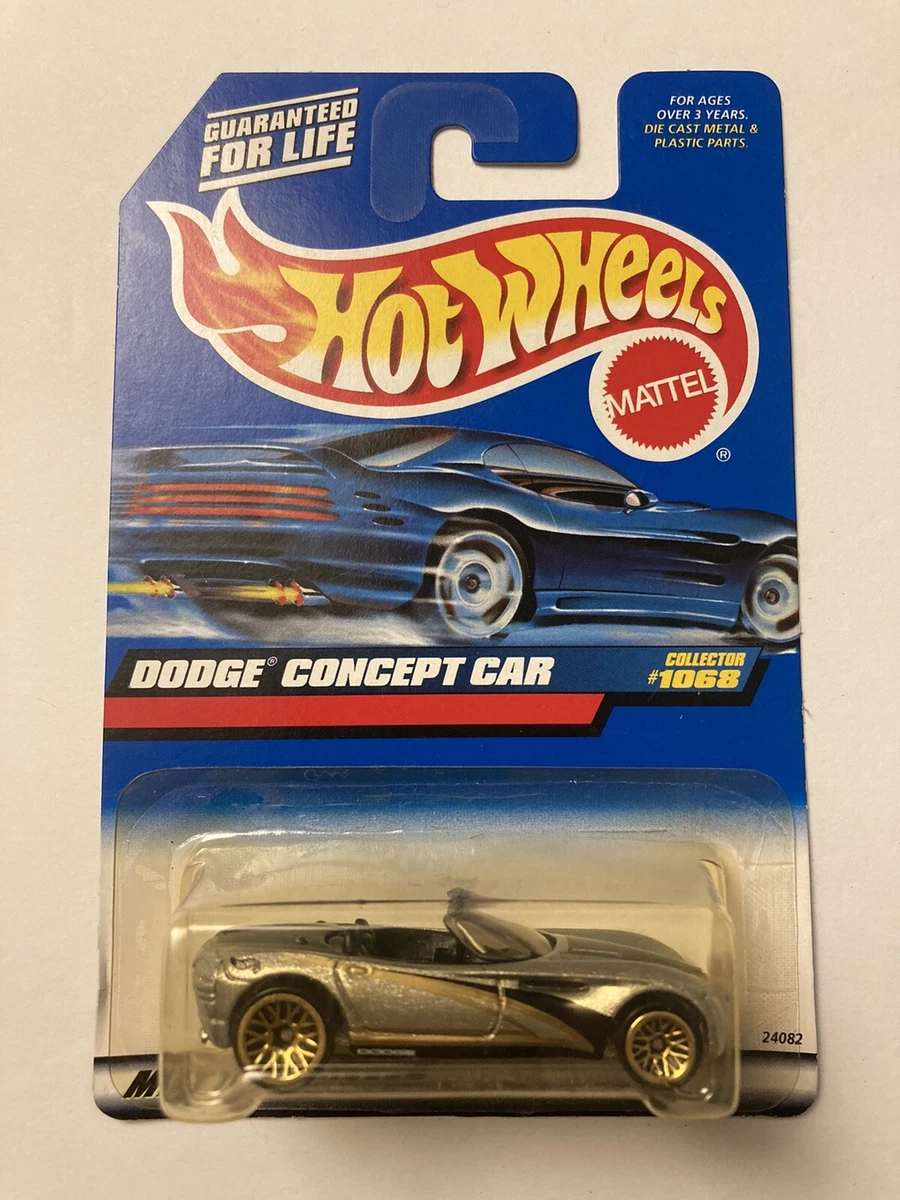 GUARANTEED
FOR LIFE
FOR AGES
OVER 3 YEARS.
DIE CAST METAL &
PLASTIC PARTS.
HOT WHEELS
MATTEL
®
DODGE® CONCEPT CAR
COLLECTOR
#1068
DODGE
24082